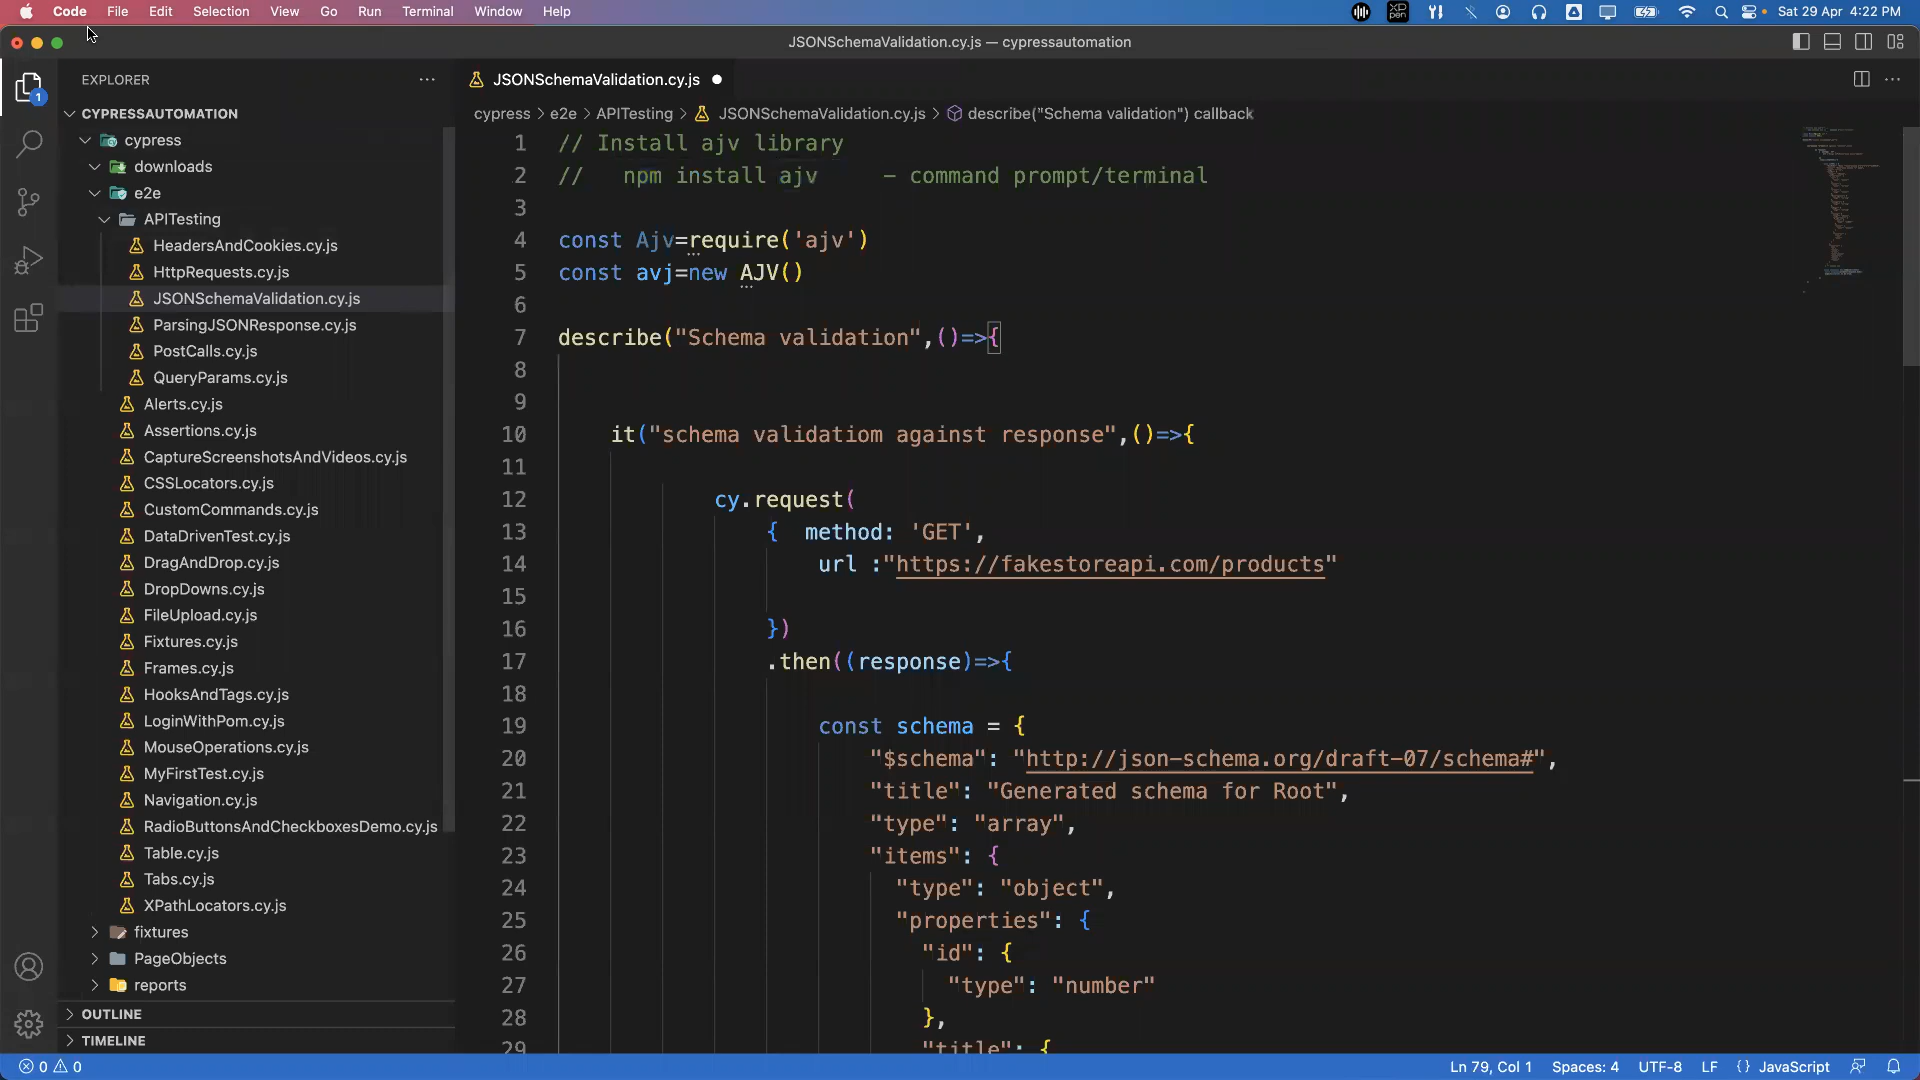 Code File Edit Selection View Go Run Terminal Window Help
XP pen
Sat 29 Apr 4:22 PM
JSONSchemaValidation.cy.js — cypressautomation
1
EXPLORER
CYPRESSAUTOMATION
cypress
downloads
e2e
APITesting
HeadersAndCookies.cy.js
HttpRequests.cy.js
JSONSchemaValidation.cy.js
ParsingJSONResponse.cy.js
PostCalls.cy.js
QueryParams.cy.js
Alerts.cy.js
Assertions.cy.js
CaptureScreenshotsAndVideos.cy.js
CSSLocators.cy.js
CustomCommands.cy.js
DataDrivenTest.cy.js
DragAndDrop.cy.js
DropDowns.cy.js
FileUpload.cy.js
Fixtures.cy.js
Frames.cy.js
HooksAndTags.cy.js
LoginWithPom.cy.js
MouseOperations.cy.js
MyFirstTest.cy.js
Navigation.cy.js
RadioButtonsAndCheckboxesDemo.cy.js
Table.cy.js
Tabs.cy.js
XPathLocators.cy.js
fixtures
PageObjects
reports
OUTLINE
TIMELINE
JSONSchemaValidation.cy.js
cypress > e2e > APITesting > JSONSchemaValidation.cy.js > describe("Schema validation") callback
1 // Install ajv library
2 //   npm install ajv     - command prompt/terminal
3
4 const Ajv=require('ajv')
5 const avj=new AJV()
6
7 describe("Schema validation",()=>{
8
9
10     it("schema validatiom against response",()=>{
11
12             cy.request(
13                 {  method: 'GET',
14                     url :"https://fakestoreapi.com/products"
15
16                 })
17                 .then((response)=>{
18
19                     const schema = {
20                         "$schema": "http://json-schema.org/draft-07/schema#",
21                         "title": "Generated schema for Root",
22                         "type": "array",
23                         "items": {
24                           "type": "object",
25                           "properties": {
26                             "id": {
27                               "type": "number"
28                             },
29                             "title": {
0 0
Ln 79, Col 1 Spaces: 4 UTF-8 LF {} JavaScript